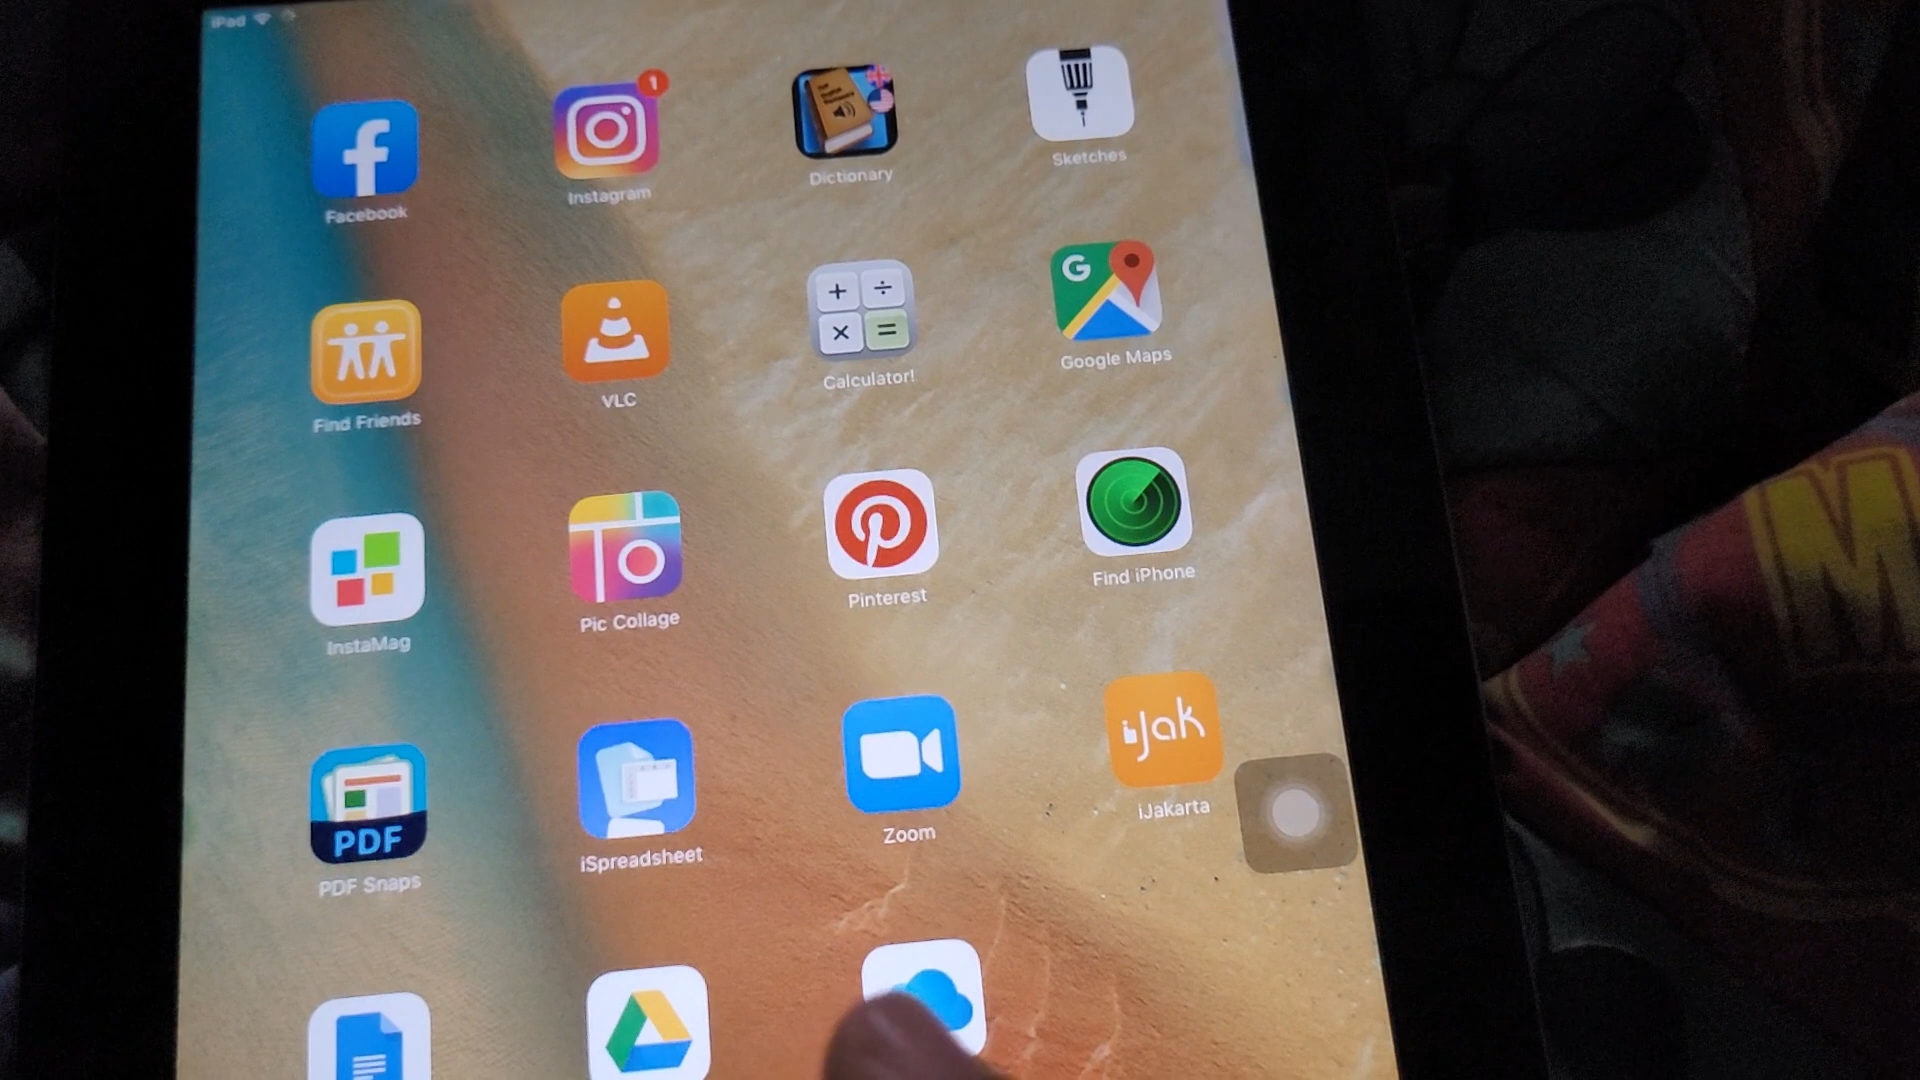 iPad
1
Facebook
Instagram
Dictionary
Sketches
G
Find Friends
VLC
Calculator!
Google Maps
InstaMag
Pic Collage
Pinterest
Find iPhone
iJak
PDF
PDF Snaps
iSpreadsheet
Zoom
iJakarta
M